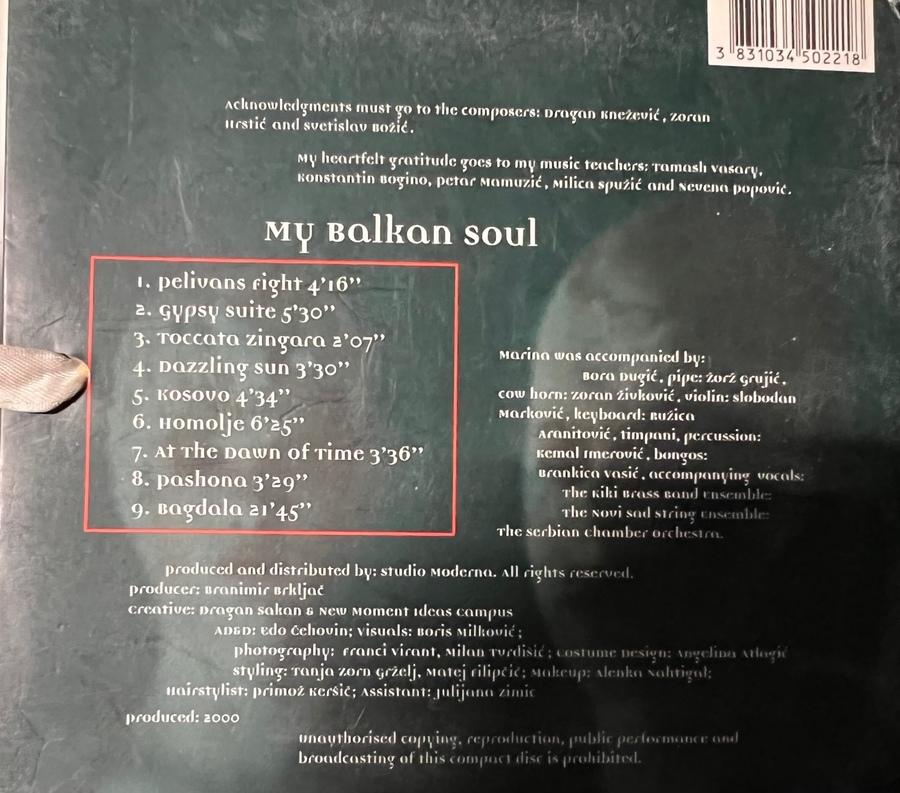 3 831034 502218
Acknowledgments must go to the composers: Dragan Knežević, Zoran
Hrstić and Svetislav Božić.
My heartfelt gratitude goes to my music teachers: Tamash Vasary,
Konstantin Bogino, Petar Mamuzić, Milica Spužić and Nevena Popović.
My Balkan Soul
1. Pelivans Fight 4'16''
2. Gypsy Suite 5'30''
3. Toccata Zingara 2'07''
4. Dazzling Sun 3'30''
5. Kosovo 4'34''
6. Homolje 6'25''
7. At The Dawn of Time 3'36''
8. Pashona 3'29''
9. Bagdala 21'45''
Marina was accompanied by:
Bora Dugić, pipe: Žorž Grujić,
cow horn: Zoran Živković, violin: Slobodan
Marković, keyboard: Ružica
Aranitović, timpani, percussion:
Kemal Imerović, bongos:
Brankica Vasić, accompanying vocals:
The Kiki Brass Band Ensemble:
The Novi Sad String Ensemble:
The Serbian Chamber Orchestra.
produced and distributed by: Studio Moderna. All rights reserved.
producer: Branimir Brkljač
creative: Dragan Sakan & New Moment Ideas Campus
AD&D: Edo Čehovin; Visuals: Boris Milković;
photography: Franci Virant, Milan Tvrdišić; Costume Design: Angelina Atlagić
styling: Tanja Zorn Grželj, Matej Filipčić; Makeup: Alenka Nahtigal;
Hairstylist: Primož Keršič; Assistant: Julijana Zimic
produced: 2000
Unauthorised copying, reproduction, public performance and
broadcasting of this compact disc is prohibited.